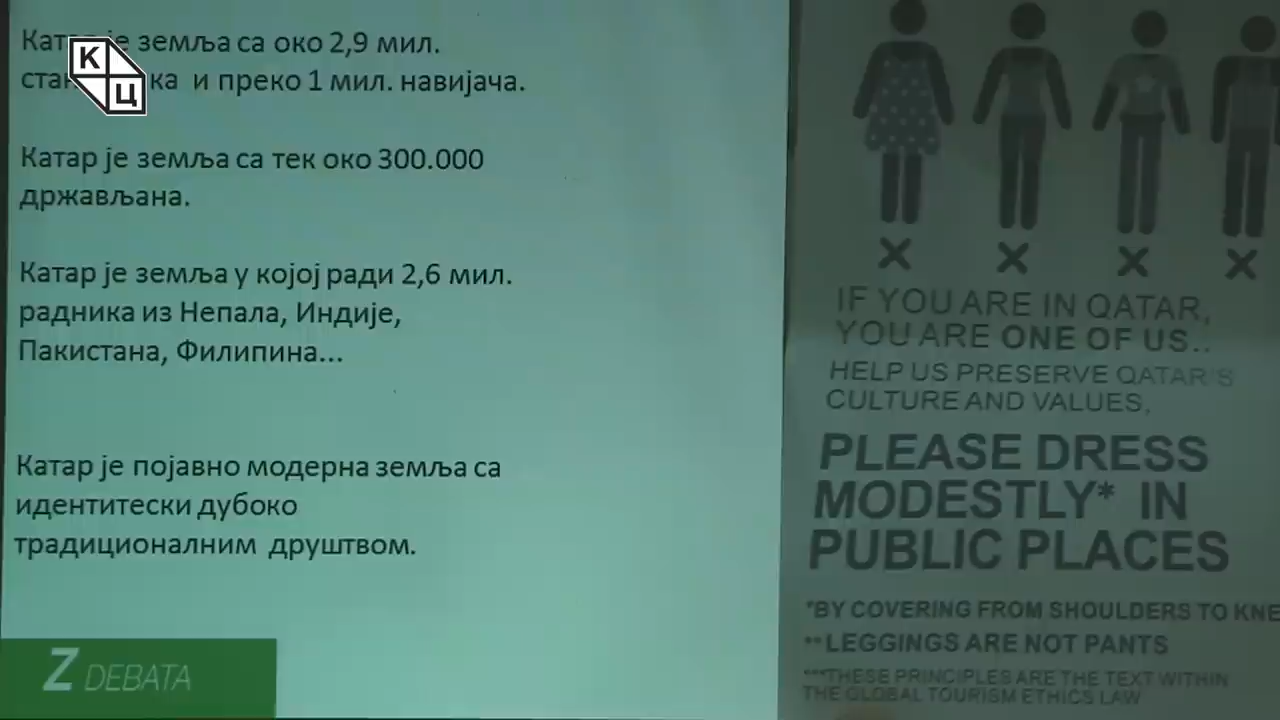 К
Ц
Катар је земља са око 2,9 мил.
и преко 1 мил. навијача.
Катар је земља са тек око 300.000
држављана.
Катар је земља у којој ради 2,6 мил.
радника из Непала, Индије,
Пакистана, Филипина...
Катар је појавно модерна земља са
идентитески дубоко
традиционалним друштвом.
Z DEBATA
IF YOU ARE IN QATAR,
YOU ARE ONE OF US..
HELP US PRESERVE QATAR'S
CULTURE AND VALUES,
PLEASE DRESS
MODESTLY* IN
PUBLIC PLACES
*BY COVERING FROM SHOULDERS TO KNE
**LEGGINGS ARE NOT PANTS
***THESE PRINCIPLES ARE THE TEXT WITHIN
THE GLOBAL TOURISM ETHICS LAW